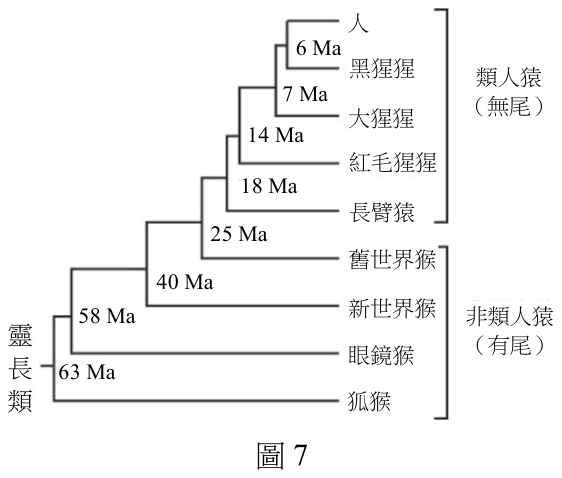 人
6 Ma
黑猩猩
7 Ma
大猩猩
14 Ma
紅毛猩猩
18 Ma
長臂猿
25 Ma
舊世界猴
40 Ma
新世界猴
58 Ma
眼鏡猴
63 Ma
狐猴
靈長類
類人猿
（無尾）
非類人猿
（有尾）
圖 7